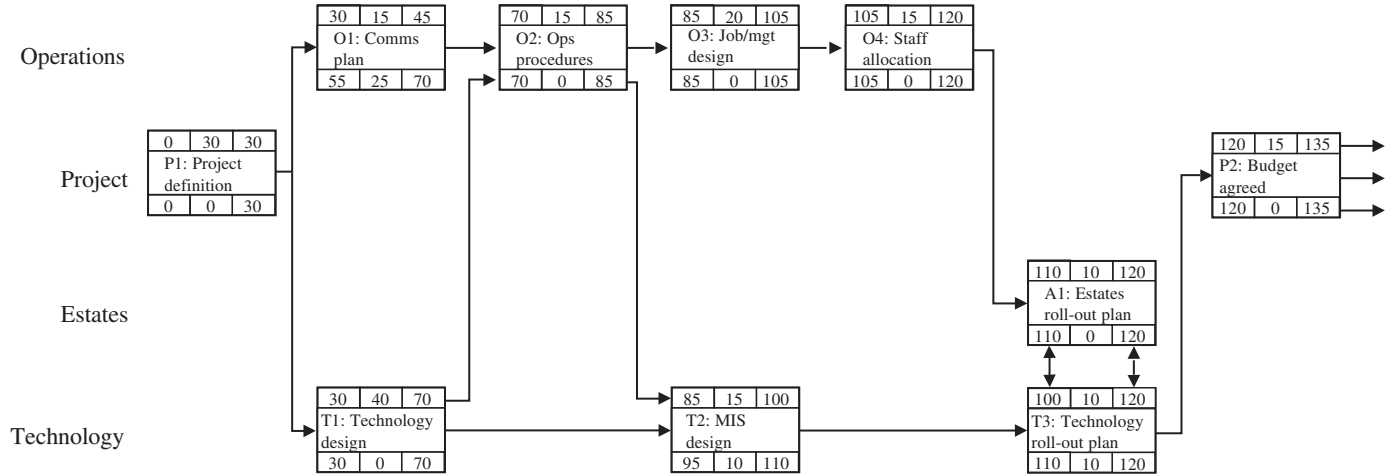 Operations
30 15 45
O1: Comms
plan
55 25 70
70 15 85
O2: Ops
procedures
70 0 85
85 20 105
O3: Job/mgt
design
85 0 105
105 15 120
O4: Staff
allocation
105 0 120
Project
0 30 30
P1: Project
definition
0 0 30
120 15 135
P2: Budget
agreed
120 0 135
Estates
110 10 120
A1: Estates
roll-out plan
110 0 120
Technology
30 40 70
T1: Technology
design
30 0 70
85 15 100
T2: MIS
design
95 10 110
100 10 120
T3: Technology
roll-out plan
110 10 120